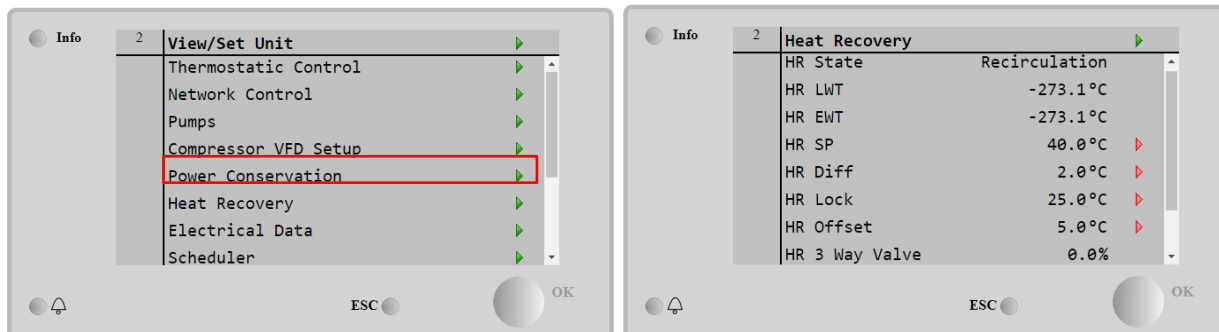 Info
2
View/Set Unit
Thermostatic Control
Network Control
Pumps
Compressor VFD Setup
Power Conservation
Heat Recovery
Electrical Data
Scheduler
ESC
OK
Info
2
Heat Recovery
HR State Recirculation
HR LWT -273.1°C
HR EWT -273.1°C
HR SP 40.0°C
HR Diff 2.0°C
HR Lock 25.0°C
HR Offset 5.0°C
HR 3 Way Valve 0.0%
ESC
OK